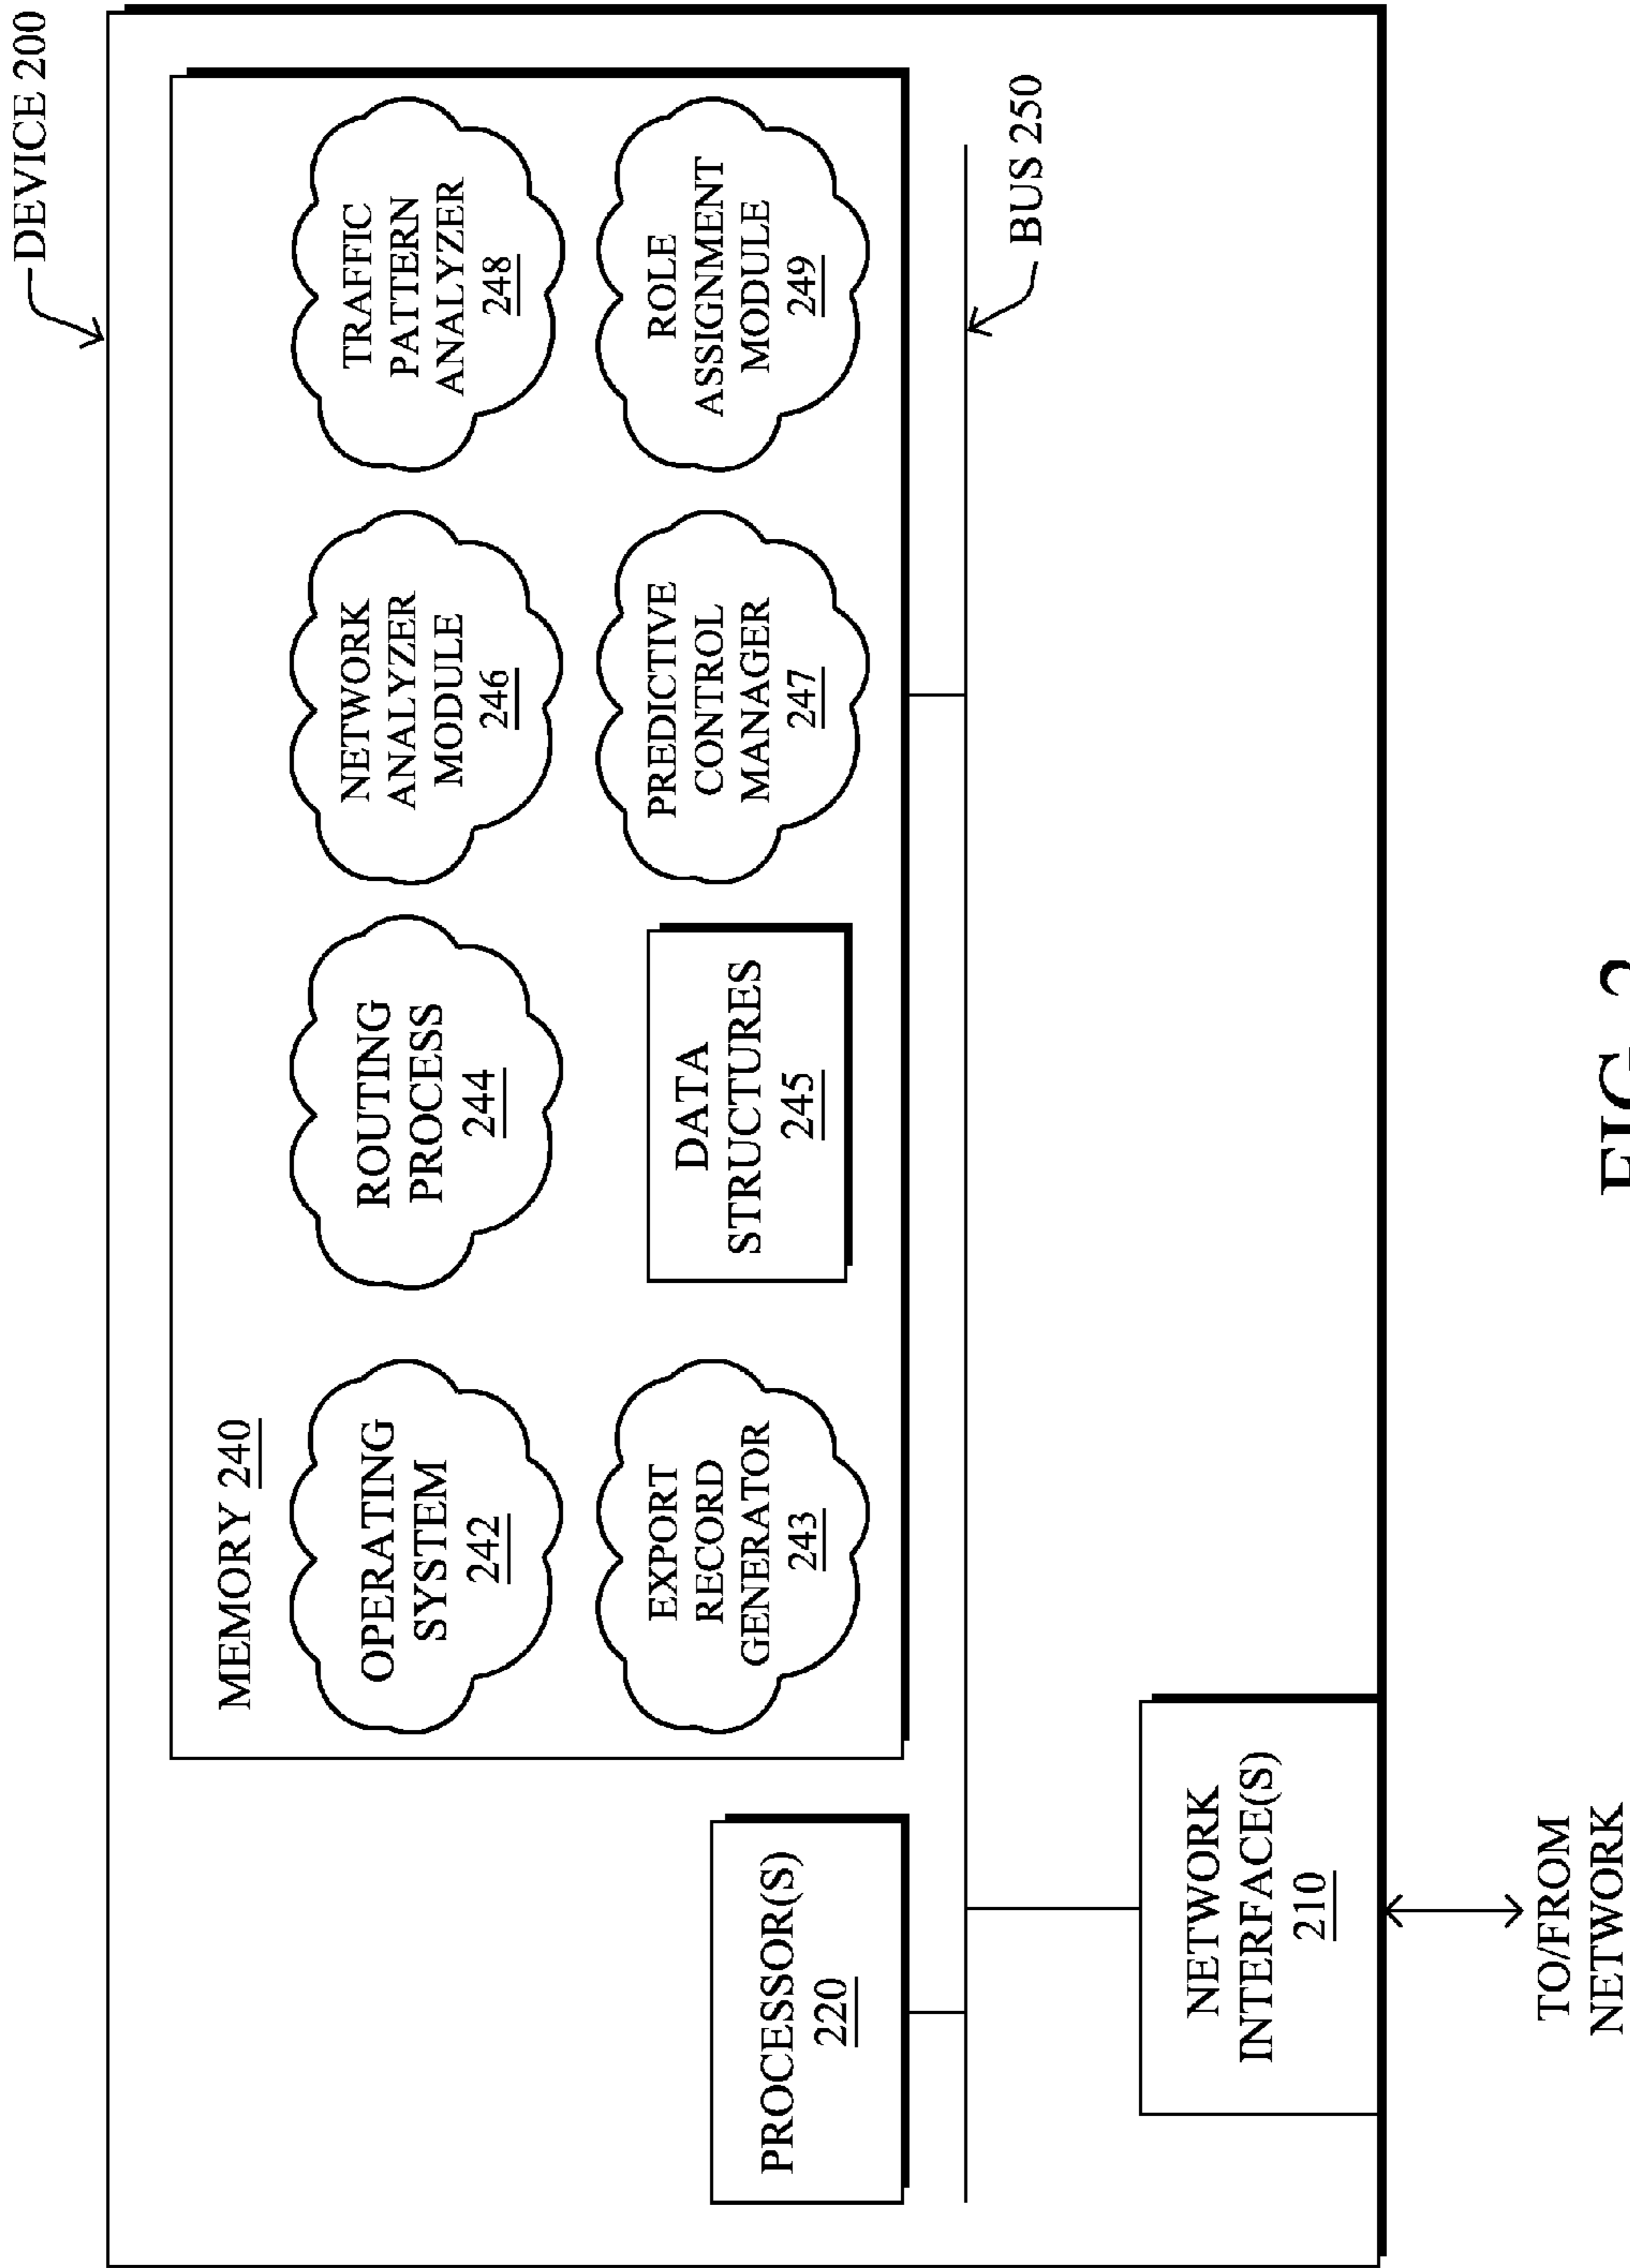 DEVICE 200
MEMORY 240
OPERATING
SYSTEM
242
ROUTING
PROCESS
244
NETWORK
ANALYZER
MODULE
246
TRAFFIC
PATTERN
ANALYZER
248
EXPORT
RECORD
GENERATOR
243
DATA
STRUCTURES
245
PREDICTIVE
CONTROL
MANAGER
247
ROLE
ASSIGNMENT
MODULE
249
PROCESSOR(S)
220
BUS 250
NETWORK
INTERFACE(S)
210
TO/FROM
NETWORK
FIG. 2